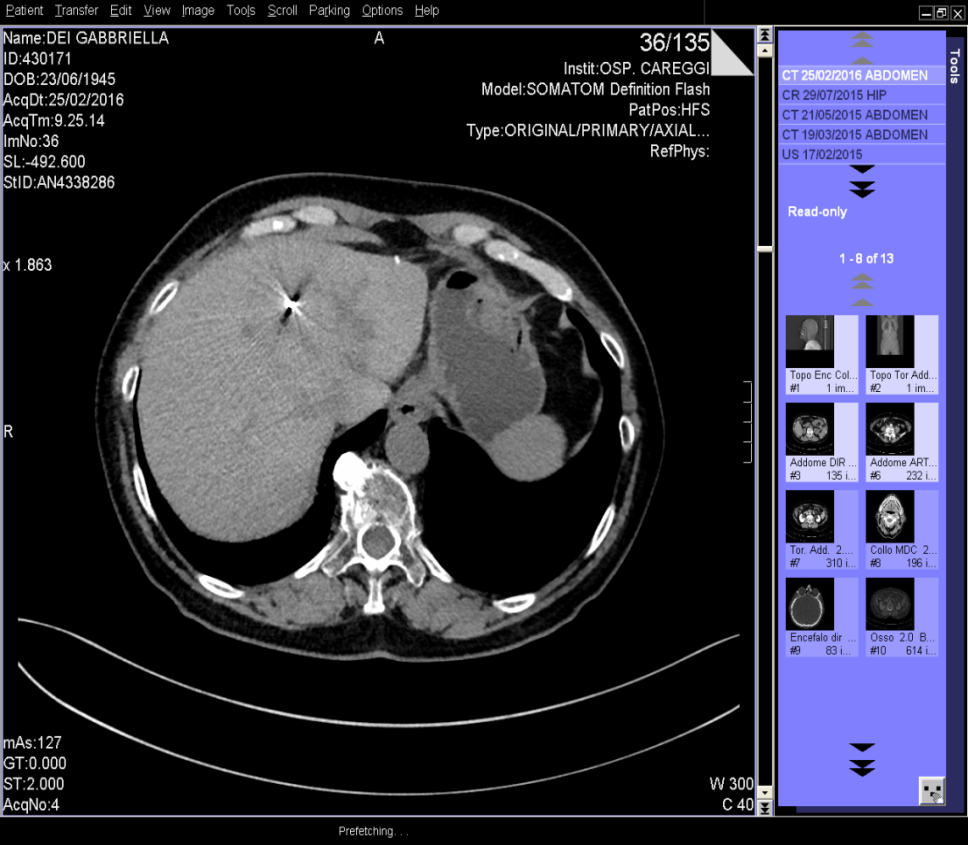 Patient Transfer Edit View Image Tools Scroll Parking Options Help
Name:DEI GABBRIELLA
ID:430171
DOB:23/06/1945
AcqDt:25/02/2016
AcqTm:9.25.14
ImNo:36
SL:-492.600
StID:AN4338286
x 1.863
A
36/135
Instit:OSP. CAREGGI
Model:SOMATOM Definition Flash
PatPos:HFS
Type:ORIGINAL/PRIMARY/AXIAL...
RefPhys:
R
mAs:127
GT:0.000
ST:2.000
AcqNo:4
W 300
C 40
Prefetching. . .
Tools
CT 25/02/2016 ABDOMEN
CR 29/07/2015 HIP
CT 21/05/2015 ABDOMEN
CT 19/03/2015 ABDOMEN
US 17/02/2015
Read-only
1 - 8 of 13
Topo Enc Col...
#1 1 im...
Topo Tor Add...
#2 1 im...
Addome DIR ...
#3 135 i...
Addome ART...
#6 232 i...
Tor. Add. 2....
#7 310 i...
Collo MDC 2...
#8 196 i...
Encefalo dir ...
#9 83 i...
Osso 2.0 B...
#10 614 i...